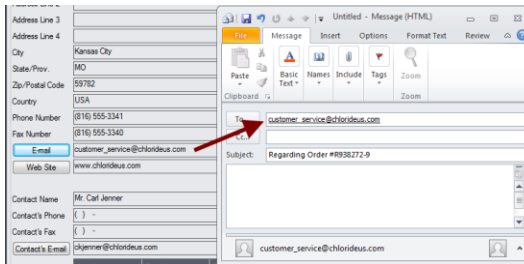 Address Line 3
Address Line 4
City Kansas City
State/Prov. MO
Zip/Postal Code 59782
Country USA
Phone Number (816) 555-3341
Fax Number (816) 555-3340
E-mail customer_service@chlorideus.com
Web Site www.chlorideus.com
Contact Name Mr. Carl Jenner
Contact's Phone ( ) -
Contact's Fax ( ) -
Contact's E-mail ckjenner@chlorideus.com
Untitled - Message (HTML)
File Message Insert Options Format Text Review
Paste Basic Text Names Include Tags Zoom
Clipboard Zoom
To... customer_service@chlorideus.com
Cc...
Subject: Regarding Order #R938272-9
customer_service@chlorideus.com